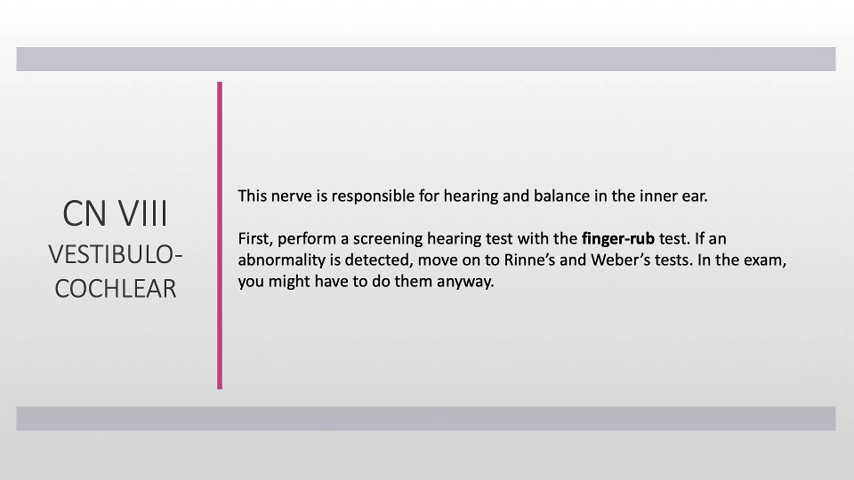 CN VIII
VESTIBULO-
COCHLEAR
This nerve is responsible for hearing and balance in the inner ear.
First, perform a screening hearing test with the finger-rub test. If an
abnormality is detected, move on to Rinne’s and Weber’s tests. In the exam,
you might have to do them anyway.